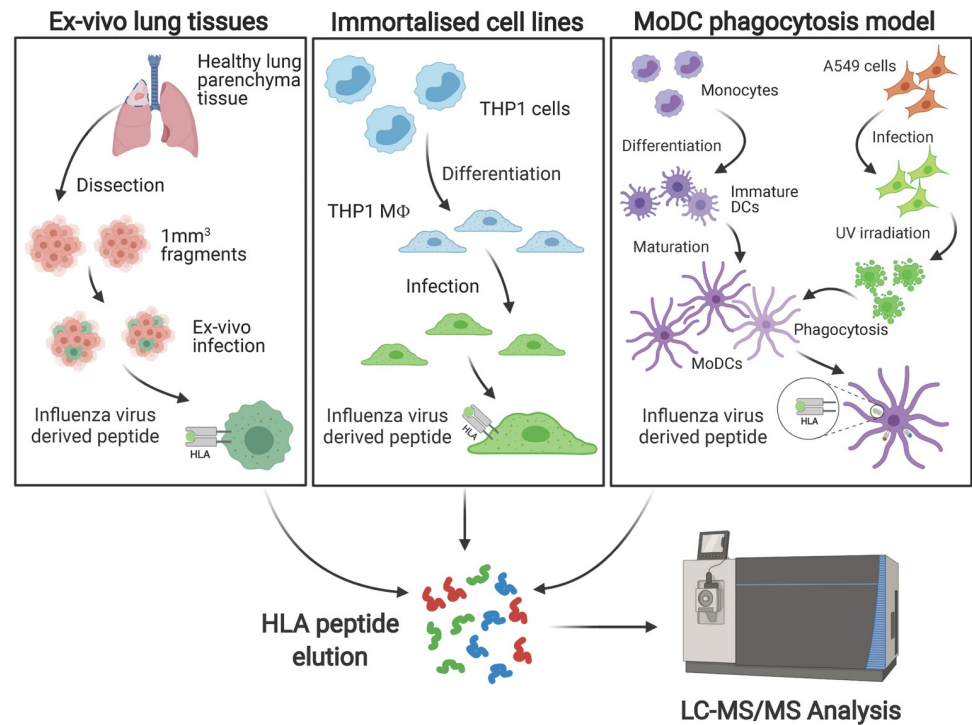 Ex-vivo lung tissues
Healthy lung
parenchyma
tissue
Dissection
1mm³
fragments
Ex-vivo
infection
Influenza virus
derived peptide
HLA
Immortalised cell lines
THP1 cells
Differentiation
THP1 MΦ
Infection
Influenza virus
derived peptide
HLA
MoDC phagocytosis model
Monocytes
A549 cells
Differentiation
Infection
Immature
DCs
Maturation
UV irradiation
Phagocytosis
MoDCs
Influenza virus
derived peptide
HLA
HLA peptide
elution
LC-MS/MS Analysis